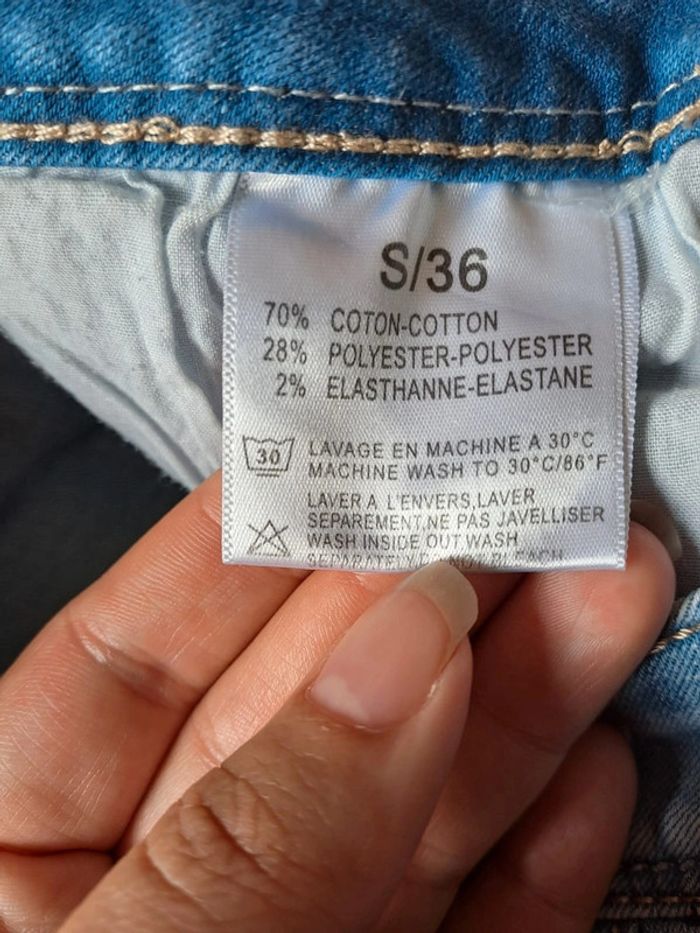 S/36
70% COTON-COTTON
28% POLYESTER-POLYESTER
2% ELASTHANNE-ELASTANE
30
LAVAGE EN MACHINE A 30°C
MACHINE WASH TO 30°C/86°F
LAVER A L'ENVERS,LAVER
SEPAREMENT,NE PAS JAVELLISER
WASH INSIDE OUT,WASH